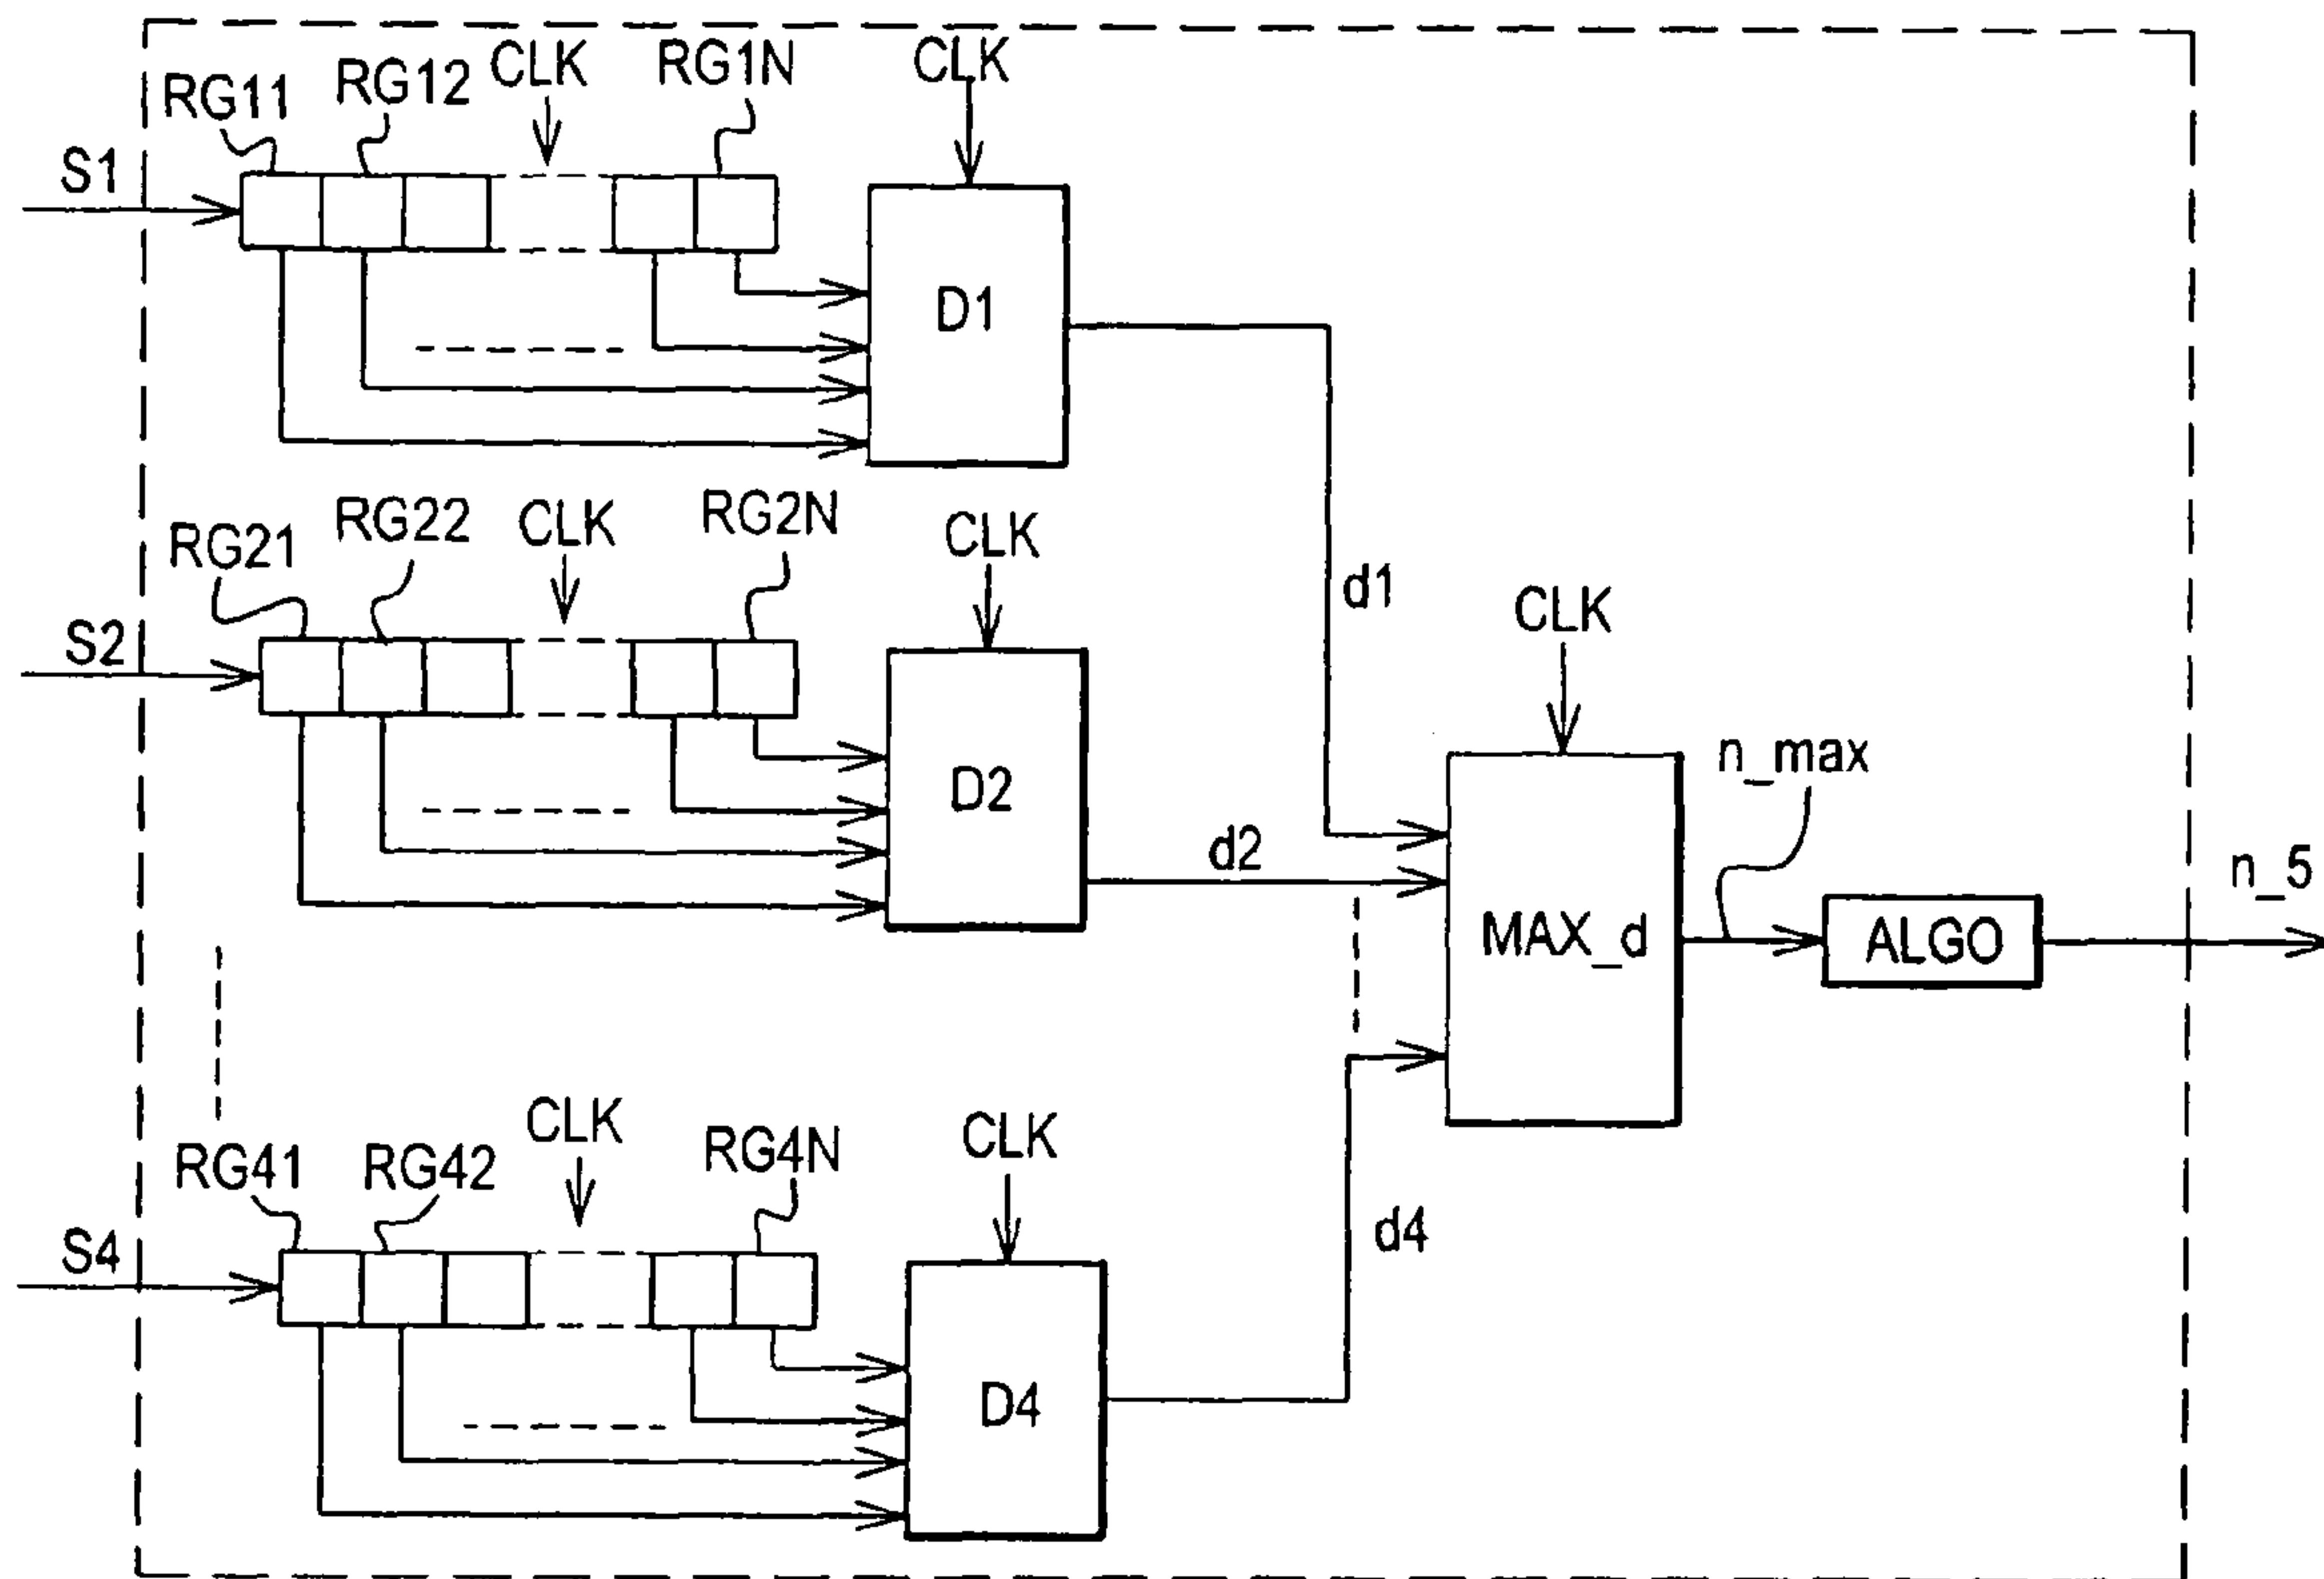 RG11
RG12
CLK
RG1N
CLK
S1
D1
RG21
RG22
CLK
RG2N
CLK
d1
S2
CLK
D2
n_max
d2
n_5
MAX_d
ALGO
RG41
RG42
CLK
RG4N
CLK
S4
d4
D4